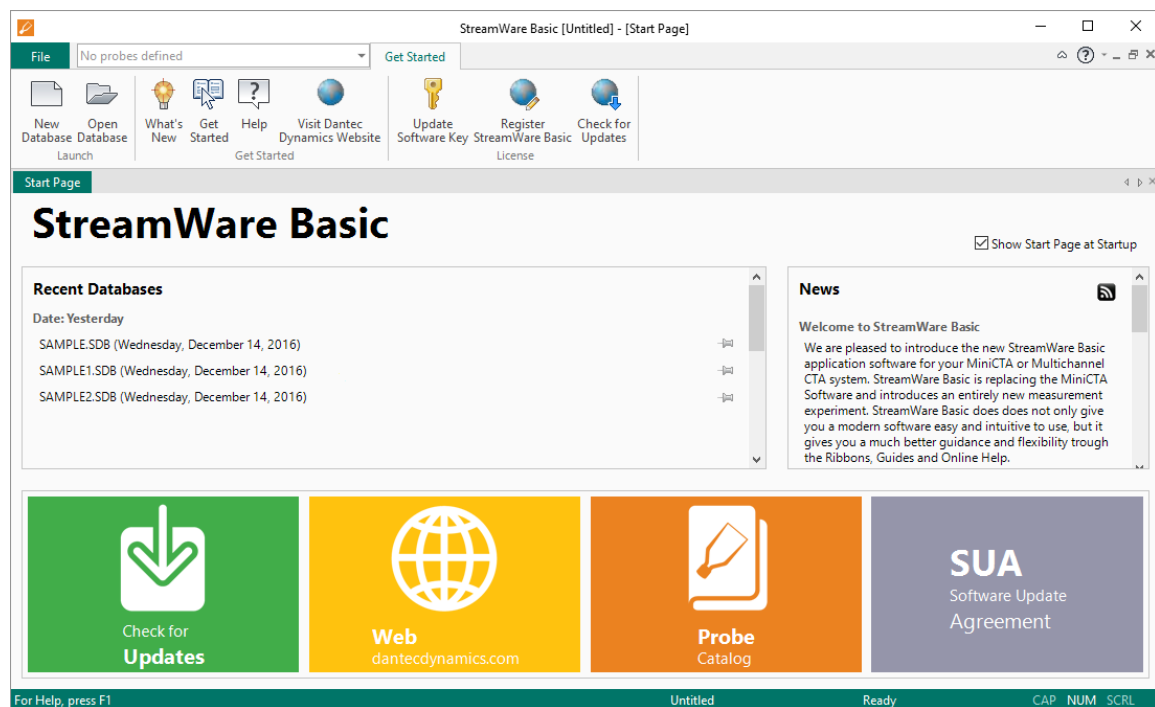 StreamWare Basic [Untitled] - [Start Page]
File
No probes defined
Get Started
New Database
Open Database
What's New
Get Started
Help
Visit Dantec Dynamics Website
Update Software Key
Register StreamWare Basic
Check for Updates
Launch
Get Started
License
Start Page
StreamWare Basic
Show Start Page at Startup
Recent Databases
Date: Yesterday
SAMPLE.SDB (Wednesday, December 14, 2016)
SAMPLE1.SDB (Wednesday, December 14, 2016)
SAMPLE2.SDB (Wednesday, December 14, 2016)
News
Welcome to StreamWare Basic
We are pleased to introduce the new StreamWare Basic
application software for your MiniCTA or Multichannel
CTA system. StreamWare Basic is replacing the MiniCTA
Software and introduces an entirely new measurement
experiment. StreamWare Basic does does not only give
you a modern software easy and intuitive to use, but it
gives you a much better guidance and flexibility trough
the Ribbons, Guides and Online Help.
Check for
Updates
Web
dantecdynamics.com
Probe
Catalog
SUA
Software Update
Agreement
For Help, press F1
Untitled
Ready
CAP NUM SCRL